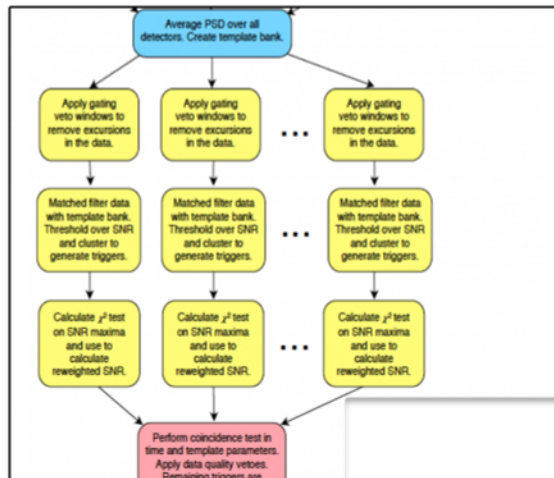 Average PSD over all
detectors. Create template bank.
Apply gating
veto windows to
remove excursions
in the data.
Apply gating
veto windows to
remove excursions
in the data.
...
Apply gating
veto windows to
remove excursions
in the data.
Matched filter data
with template bank.
Threshold over SNR
and cluster to
generate triggers.
Matched filter data
with template bank.
Threshold over SNR
and cluster to
generate triggers.
...
Matched filter data
with template bank.
Threshold over SNR
and cluster to
generate triggers.
Calculate χ² test
on SNR maxima
and use to
calculate
reweighted SNR.
Calculate χ² test
on SNR maxima
and use to
calculate
reweighted SNR.
...
Calculate χ² test
on SNR maxima
and use to
calculate
reweighted SNR.
Perform coincidence test in
time and template parameters.
Apply data quality vetoes.
Remaining triggers are